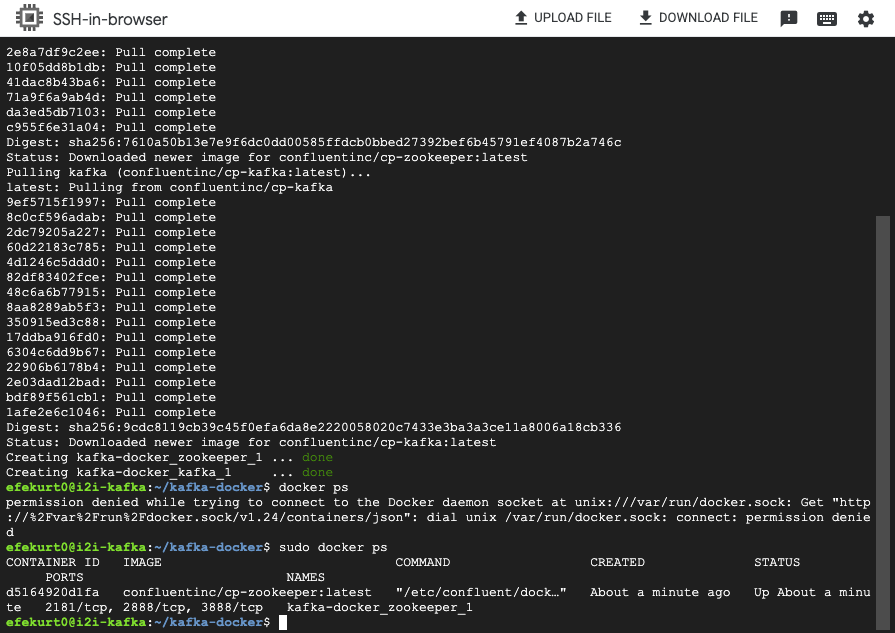 SSH-in-browser
UPLOAD FILE
DOWNLOAD FILE
2e8a7df9c2ee: Pull complete
10f05dd8b1db: Pull complete
41dac8b43ba6: Pull complete
71a9f6a9ab4d: Pull complete
da3ed5db7103: Pull complete
c955f6e31a04: Pull complete
Digest: sha256:7610a50b13e7e9f6dc0dd00585ffdcb0bbed27392bef6b45791ef4087b2a746c
Status: Downloaded newer image for confluentinc/cp-zookeeper:latest
Pulling kafka (confluentinc/cp-kafka:latest)...
latest: Pulling from confluentinc/cp-kafka
9ef5715f1997: Pull complete
8c0cf596adab: Pull complete
2dc79205a227: Pull complete
60d22183c785: Pull complete
4d1246c5ddd0: Pull complete
82df83402fce: Pull complete
48c6a6b77915: Pull complete
8aa8289ab5f3: Pull complete
350915ed3c88: Pull complete
17ddba916fd0: Pull complete
6304c6dd9b67: Pull complete
22906b6178b4: Pull complete
2e03dad12bad: Pull complete
bdf89f561cb1: Pull complete
1afe2e6c1046: Pull complete
Digest: sha256:9cdc8119cb39c45f0efa6da8e2220058020c7433e3ba3a3ce11a8006a18cb336
Status: Downloaded newer image for confluentinc/cp-kafka:latest
Creating kafka-docker_zookeeper_1 ... done
Creating kafka-docker_kafka_1     ... done
efekurt0@i2i-kafka:~/kafka-docker$ docker ps
permission denied while trying to connect to the Docker daemon socket at unix:///var/run/docker.sock: Get "http
://%2Fvar%2Frun%2Fdocker.sock/v1.24/containers/json": dial unix /var/run/docker.sock: connect: permission denie
d
efekurt0@i2i-kafka:~/kafka-docker$ sudo docker ps
CONTAINER ID   IMAGE                              COMMAND                  CREATED              STATUS
     PORTS                          NAMES
d5164920d1fa   confluentinc/cp-zookeeper:latest   "/etc/confluent/dock…"   About a minute ago   Up About a minu
te   2181/tcp, 2888/tcp, 3888/tcp   kafka-docker_zookeeper_1
efekurt0@i2i-kafka:~/kafka-docker$